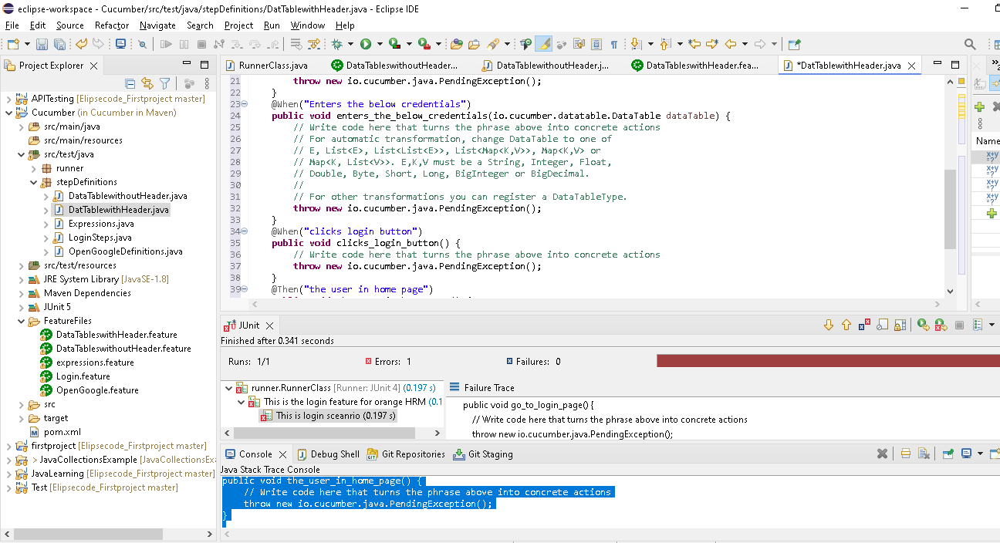 eclipse-workspace - Cucumber/src/test/java/stepDefinitions/DatTablewithHeader.java - Eclipse IDE
File Edit Source Refactor Navigate Search Project Run Window Help
Project Explorer
APITesting [Elipsecode_Firstproject master]
Cucumber (in Cucumber in Maven)
src/main/java
src/main/resources
src/test/java
runner
stepDefinitions
DataTablewithoutHeader.java
DatTablewithHeader.java
Expressions.java
LoginSteps.java
OpenGoogleDefinitions.java
src/test/resources
JRE System Library [JavaSE-1.8]
Maven Dependencies
JUnit 5
FeatureFiles
DataTableswithHeader.feature
DataTableswithoutHeader.feature
expressions.feature
Login.feature
OpenGoogle.feature
src
target
pom.xml
firstproject [Elipsecode_Firstproject master]
> JavaCollectionsExample [JavaCollectionsExa
JavaLearning [Elipsecode_Firstproject master]
Test [Elipsecode_Firstproject master]
RunnerClass.java DataTableswithoutHeader... DataTablewithoutHeader.j... DataTableswithHeader.fea... *DatTablewithHeader.java
21 throw new io.cucumber.java.PendingException();
22 }
23 @When("Enters the below credentials")
24 public void enters_the_below_credentials(io.cucumber.datatable.DataTable dataTable) {
25 // Write code here that turns the phrase above into concrete actions
26 // For automatic transformation, change DataTable to one of
27 // E, List<E>, List<List<E>>, List<Map<K,V>>, Map<K,V> or
28 // Map<K, List<V>>. E,K,V must be a String, Integer, Float,
29 // Double, Byte, Short, Long, BigInteger or BigDecimal.
30 //
31 // For other transformations you can register a DataTableType.
32 throw new io.cucumber.java.PendingException();
33 }
34 @When("clicks login button")
35 public void clicks_login_button() {
36 // Write code here that turns the phrase above into concrete actions
37 throw new io.cucumber.java.PendingException();
38 }
39 @Then("the user in home page")
Name
JUnit
Finished after 0.341 seconds
Runs: 1/1 Errors: 1 Failures: 0
runner.RunnerClass [Runner: JUnit 4] (0.197 s)
This is the login feature for orange HRM (0.1
This is login sceanrio (0.197 s)
Failure Trace
public void go_to_login_page() {
// Write code here that turns the phrase above into concrete actions
throw new io.cucumber.java.PendingException();
Console Debug Shell Git Repositories Git Staging
Java Stack Trace Console
public void the_user_in_home_page() {
// Write code here that turns the phrase above into concrete actions
throw new io.cucumber.java.PendingException();
}